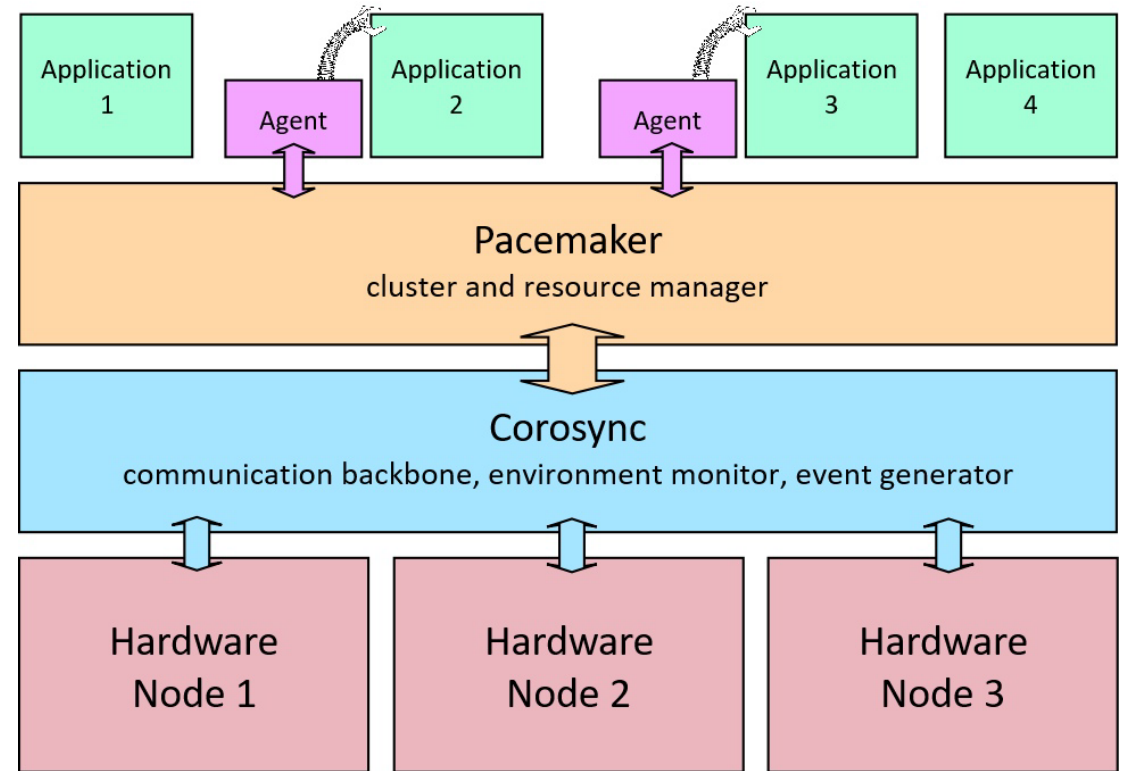 Application
1
Agent
Application
2
Agent
Application
3
Application
4
Pacemaker
cluster and resource manager
Corosync
communication backbone, environment monitor, event generator
Hardware
Node 1
Hardware
Node 2
Hardware
Node 3